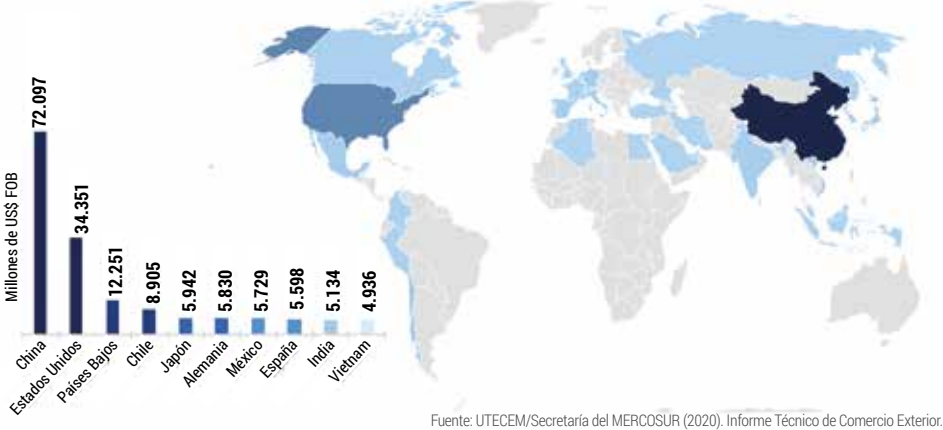 Millones de US$ FOB
72.097
34.351
12.251
8.905
5.942
5.830
5.729
5.598
5.134
4.936
China
Estados Unidos
Países Bajos
Chile
Japón
Alemania
México
España
India
Vietnam
Fuente: UTECEM/Secretaría del MERCOSUR (2020). Informe Técnico de Comercio Exterior.